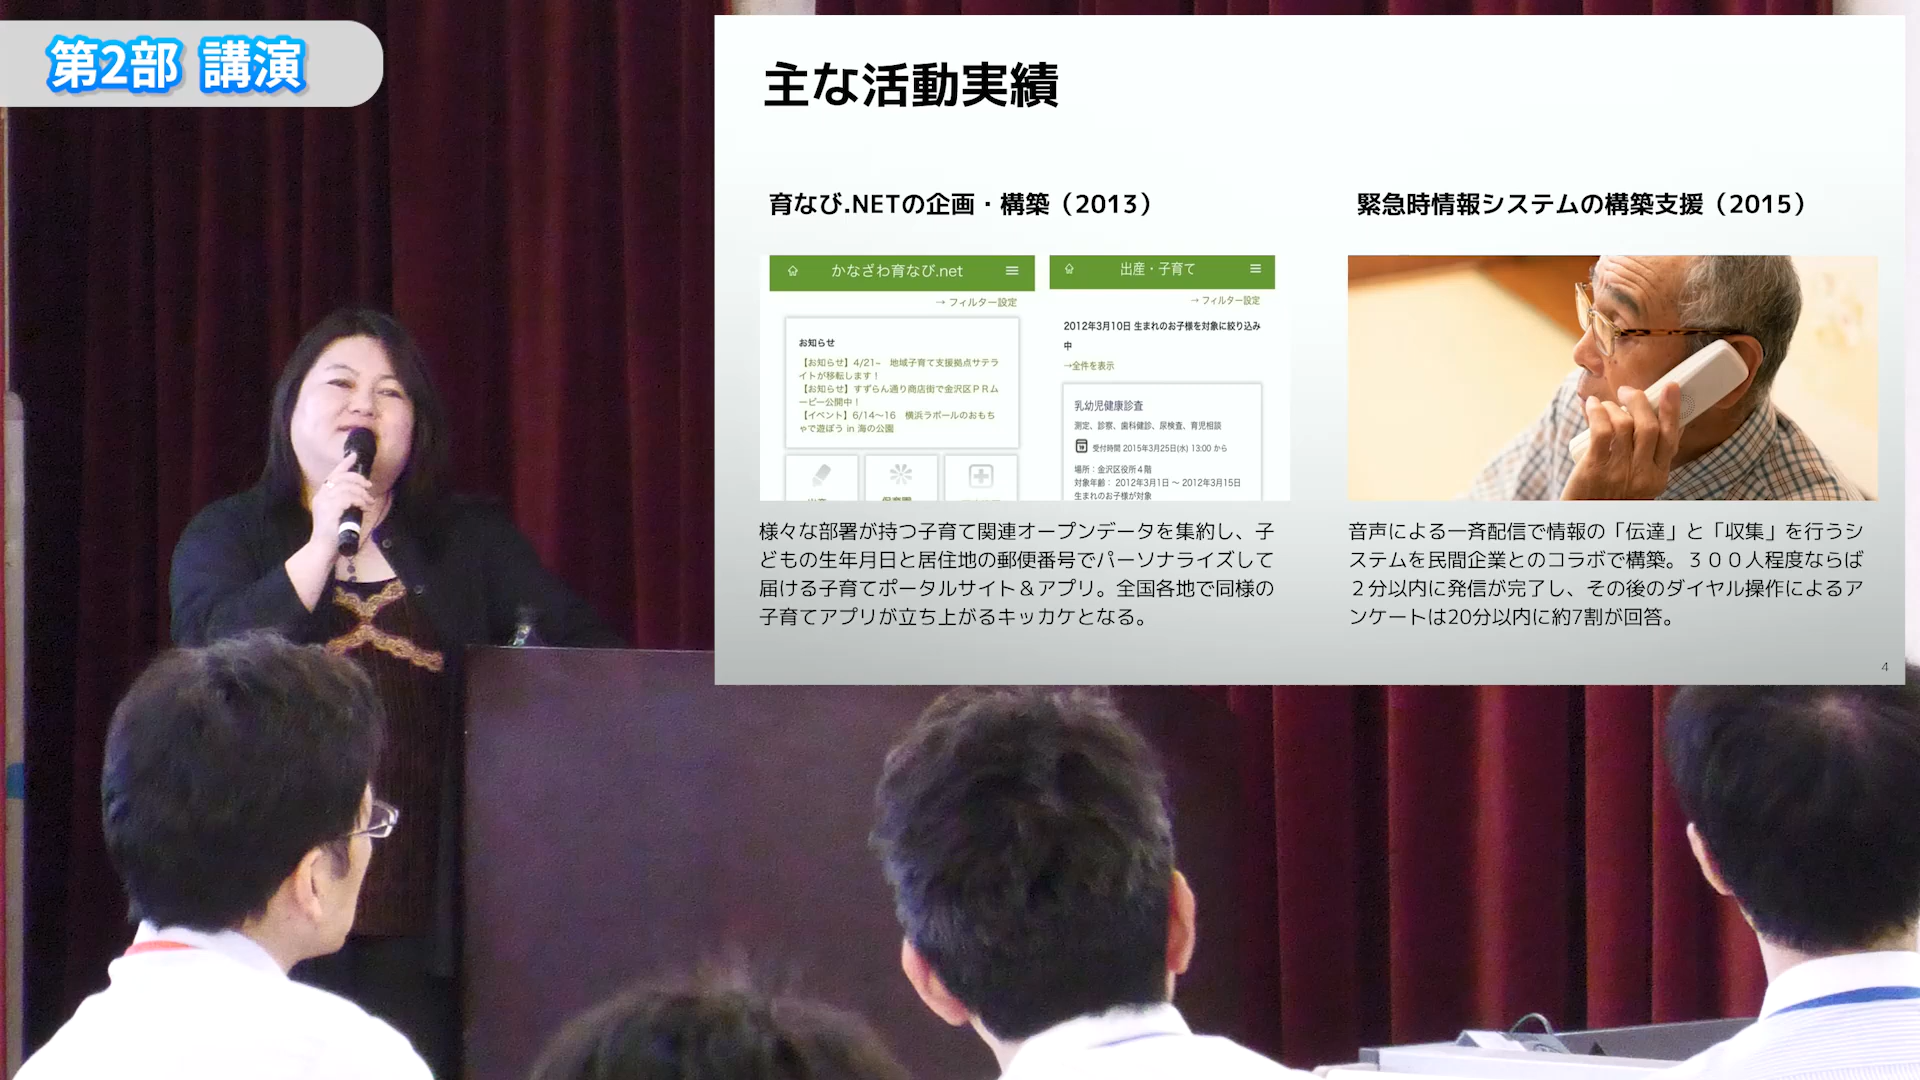 第2部 講演
主な活動実績
育なび.NETの企画・構築（2013）
かなざわ育なび.net
→ フィルター設定
お知らせ
【お知らせ】4/21~ 地域子育て支援拠点サテラ
イトが移転します！
【お知らせ】すずらん通り商店街で金沢区ＰＲム
ービー公開中！
【イベント】6/14～16 横浜ラポールのおもち
ゃで遊ぼう in 海の公園
出産・子育て
→ フィルター設定
2012年3月10日 生まれのお子様を対象に絞り込み
中
→全件を表示
乳幼児健康診査
測定、診察、歯科健診、尿検査、育児相談
受付時間 2015年3月25日(水) 13:00 から
場所：金沢区役所４階
対象年齢： 2012年3月1日 ～ 2012年3月15日
生まれのお子様が対象
様々な部署が持つ子育て関連オープンデータを集約し、子
どもの生年月日と居住地の郵便番号でパーソナライズして
届ける子育てポータルサイト＆アプリ。全国各地で同様の
子育てアプリが立ち上がるキッカケとなる。
緊急時情報システムの構築支援（2015）
音声による一斉配信で情報の「伝達」と「収集」を行うシ
ステムを民間企業とのコラボで構築。３００人程度ならば
２分以内に発信が完了し、その後のダイヤル操作によるア
ンケートは20分以内に約7割が回答。
4